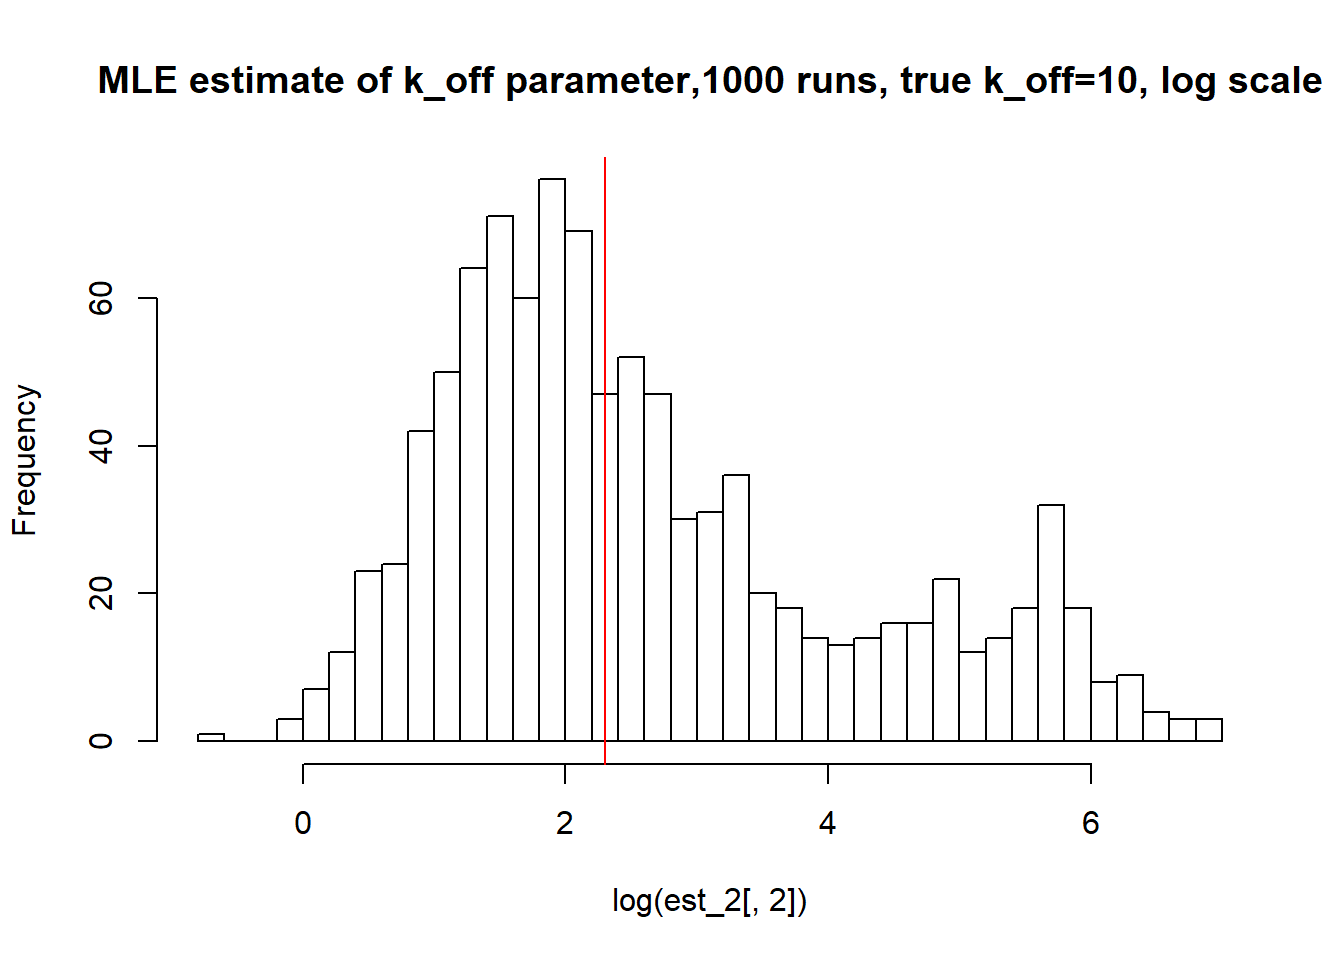 MLE estimate of k_off parameter,1000 runs, true k_off=10, log scale
60
40
20
0
Frequency
0 2 4 6
log(est_2[, 2])